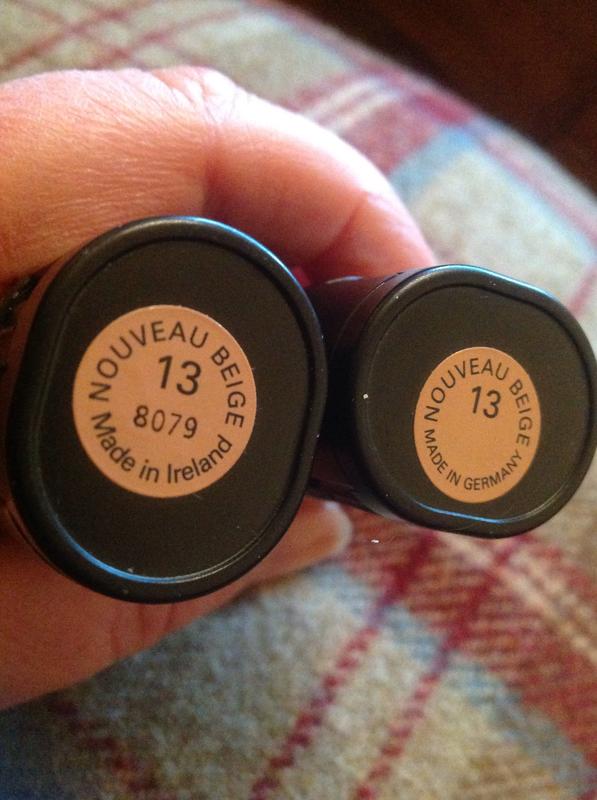 NOUVEAU BEIGE
13
8079
Made in Ireland
NOUVEAU BEIGE
13
MADE IN GERMANY